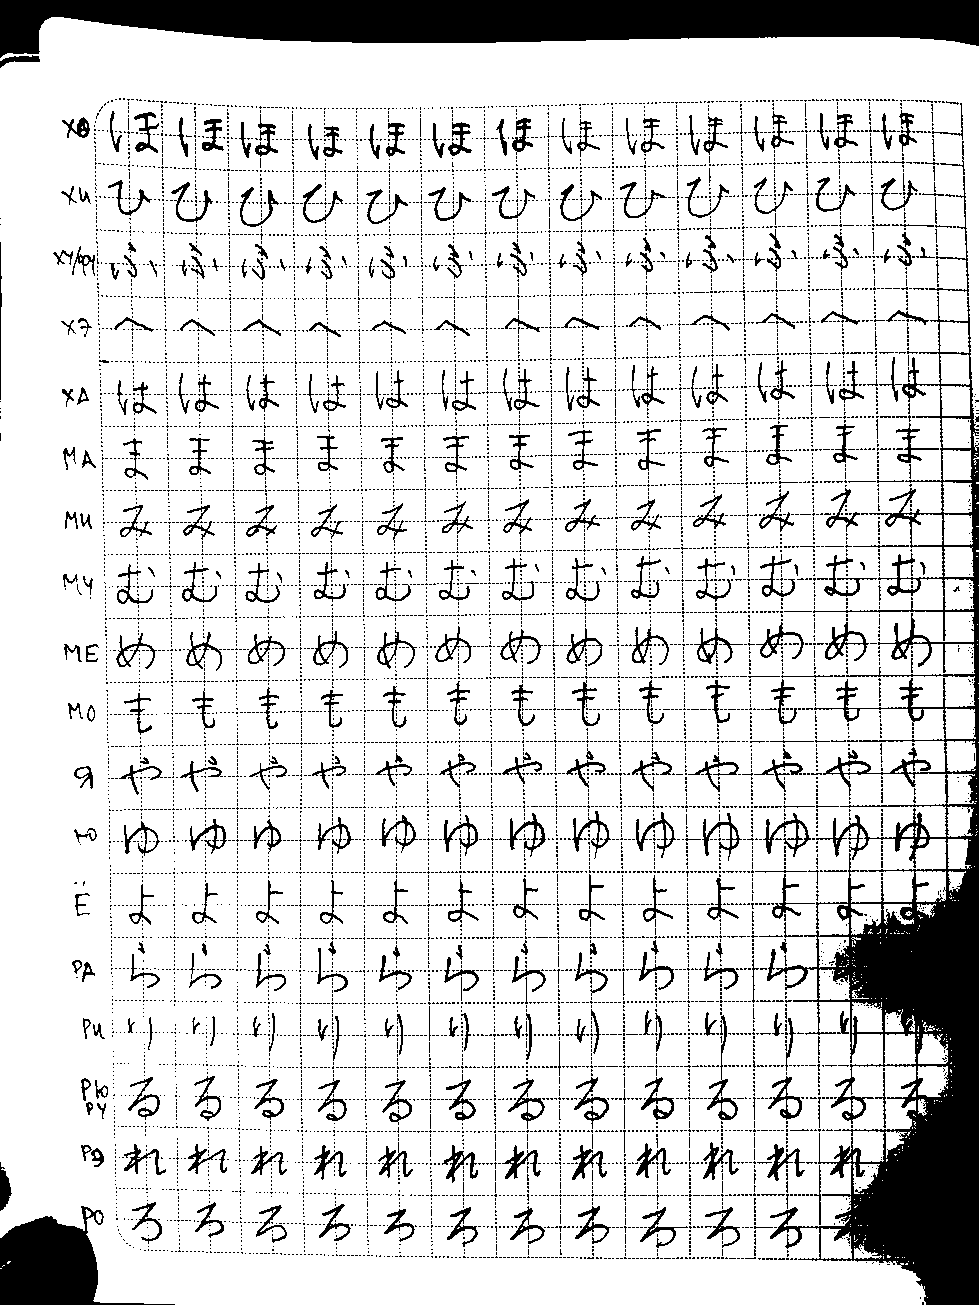 ХО ほ ほ ほ ほ ほ ほ ほ ほ ほ ほ ほ ほ ほ
ХИ ひ ひ ひ ひ ひ ひ ひ ひ ひ ひ ひ ひ ひ
ХУ/ФУ ふ ふ ふ ふ ふ ふ ふ ふ ふ ふ ふ ふ ふ
ХЭ へ へ へ へ へ へ へ へ へ へ へ へ へ
ХА は は は は は は は は は は は は は
МА ま ま ま ま ま ま ま ま ま ま ま ま ま
МИ み み み み み み み み み み み み み
МУ む む む む む む む む む む む む む
МЕ め め め め め め め め め め め め め
МО も も も も も も も も も も も も も
Я や や や や や や や や や や や や や
Ю ゆ ゆ ゆ ゆ ゆ ゆ ゆ ゆ ゆ ゆ ゆ ゆ ゆ
Ё よ よ よ よ よ よ よ よ よ よ よ よ よ
РА ら ら ら ら ら ら ら ら ら ら ら
РИ り り り り り り り り り り り り
РЮ РУ る る る る る る る る る る る る る
РЭ れ れ れ れ れ れ れ れ れ れ れ れ
РО ろ ろ ろ ろ ろ ろ ろ ろ ろ ろ ろ